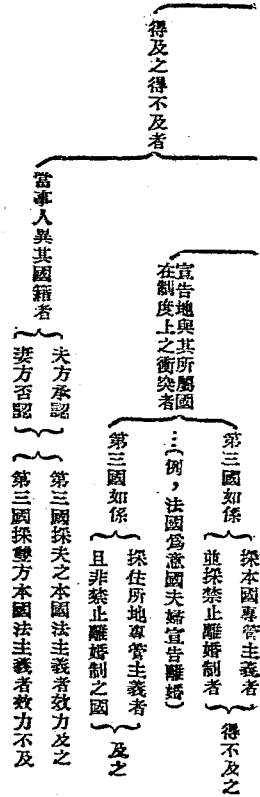 得及之得不及者
宣告地與其所屬國
在制度上之衝突者
第三國如係
採本國專管主義者
並採禁止離婚制者
得不及之
…(例，法國為意國夫婦宣告離婚)
第三國如係
採住所地專管主義者
且非禁止離婚制之國
及之
當事人異其國籍者
夫方承認
妻方否認
第三國採夫之本國法主義者效力及之
第三國採雙方本國法主義者效力不及